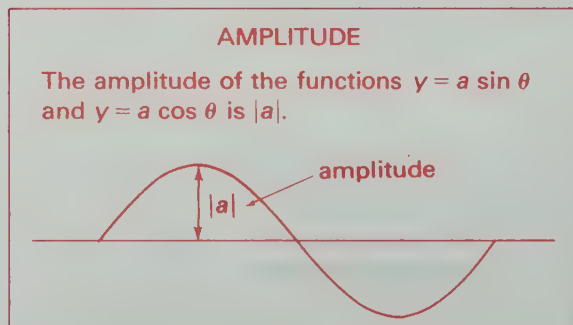 AMPLITUDE
The amplitude of the functions y = a sin θ
and y = a cos θ is |a|.
amplitude
|a|